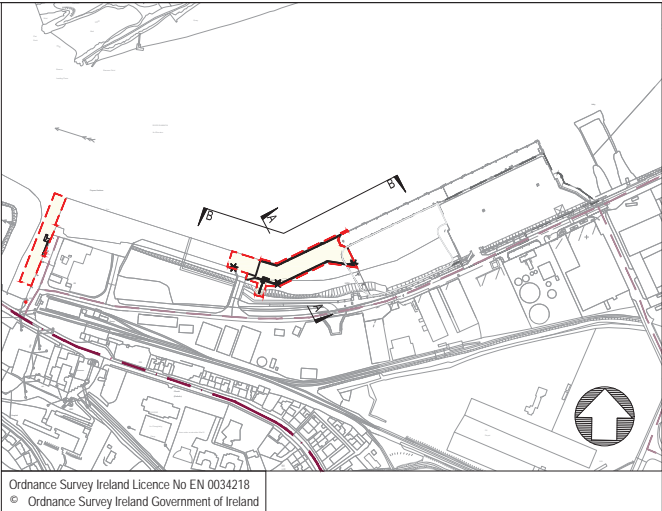 B
A
B
A
Ordnance Survey Ireland Licence No EN 0034218
© Ordnance Survey Ireland Government of Ireland